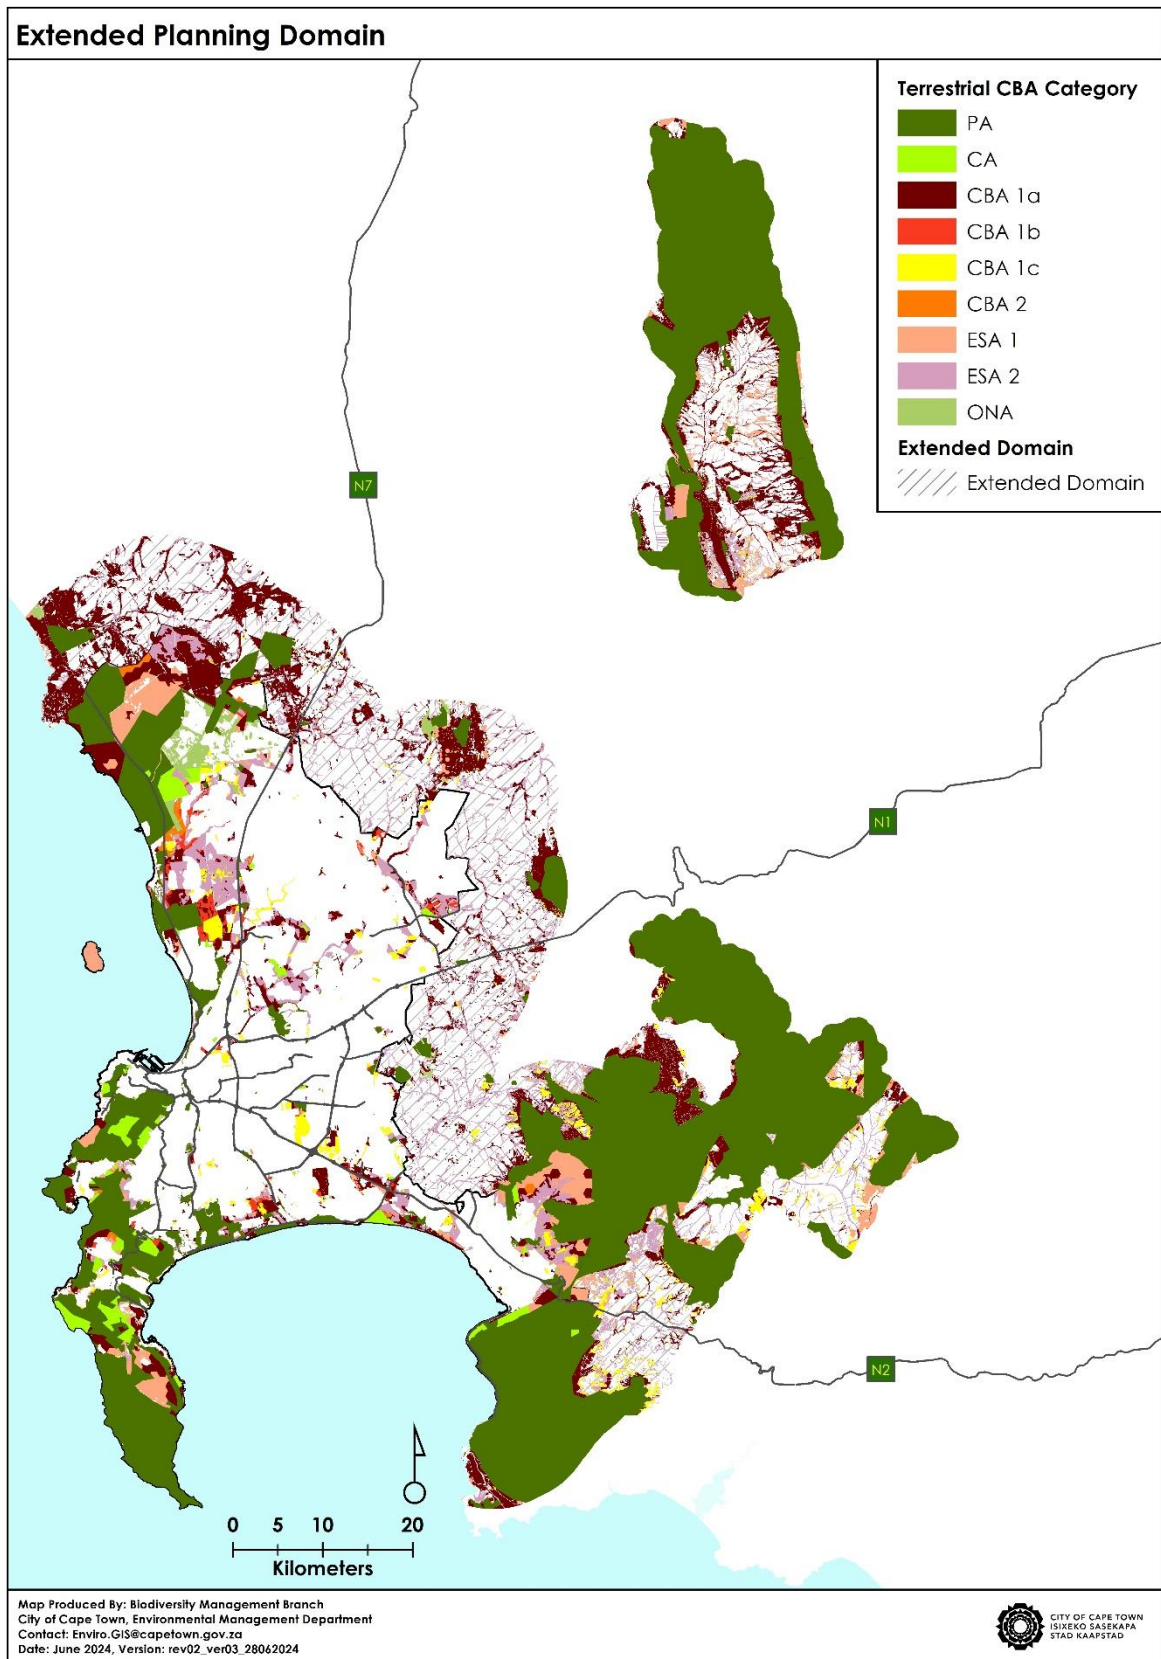 Extended Planning Domain
Terrestrial CBA Category
PA
CA
CBA 1a
CBA 1b
CBA 1c
CBA 2
ESA 1
ESA 2
ONA
Extended Domain
Extended Domain
N7
N1
N2
0 5 10 20
Kilometers
Map Produced By: Biodiversity Management Branch
City of Cape Town, Environmental Management Department
Contact: Enviro.GIS@capetown.gov.za
Date: June 2024, Version: rev02_ver03_28062024
CITY OF CAPE TOWN
ISIXEKO SASEKAPA
STAD KAAPSTAD